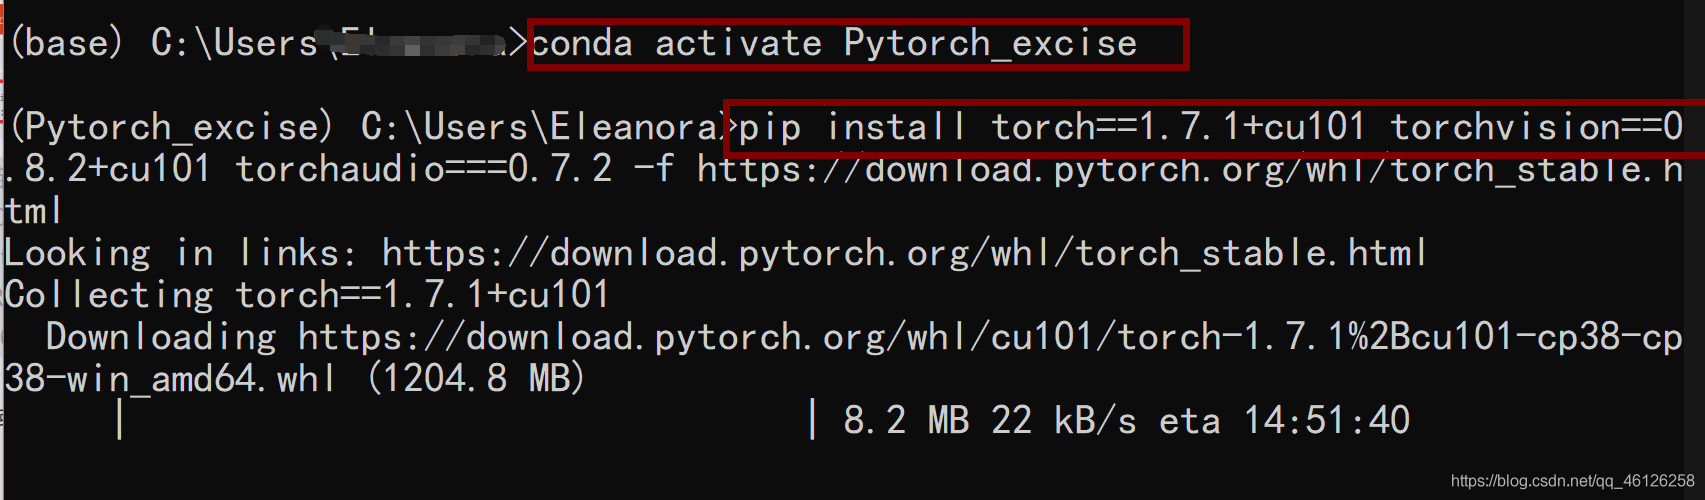 (base) C:\Users\ >conda activate Pytorch_excise
(Pytorch_excise) C:\Users\Eleanora>pip install torch==1.7.1+cu101 torchvision==0
.8.2+cu101 torchaudio===0.7.2 -f https://download.pytorch.org/whl/torch_stable.h
tml
Looking in links: https://download.pytorch.org/whl/torch_stable.html
Collecting torch==1.7.1+cu101
  Downloading https://download.pytorch.org/whl/cu101/torch-1.7.1%2Bcu101-cp38-cp
38-win_amd64.whl (1204.8 MB)
     |                                | 8.2 MB 22 kB/s eta 14:51:40
https://blog.csdn.net/qq_46126258